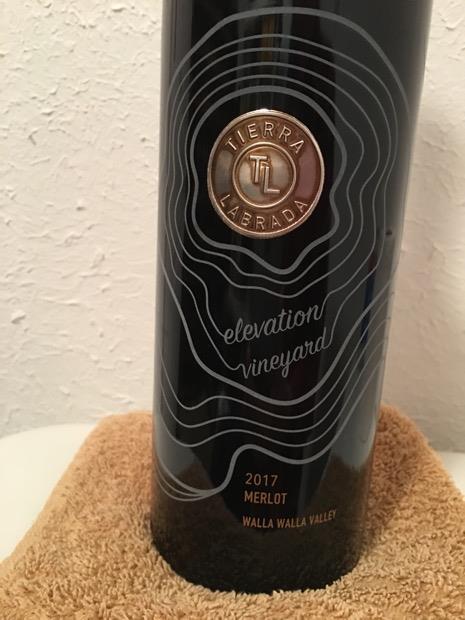 TIERRA
TL
LABRADA
elevation
vineyard
2017
MERLOT
WALLA WALLA VALLEY